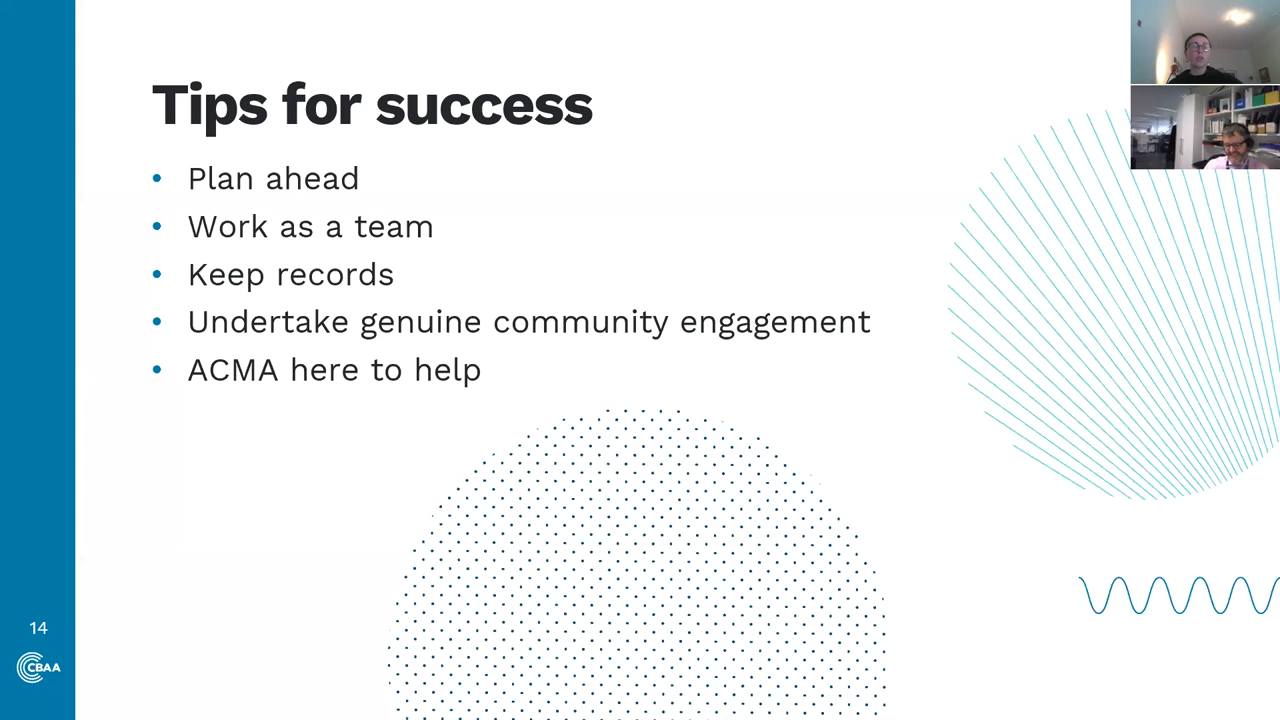 Tips for success
• Plan ahead
• Work as a team
• Keep records
• Undertake genuine community engagement
• ACMA here to help
14
CBAA